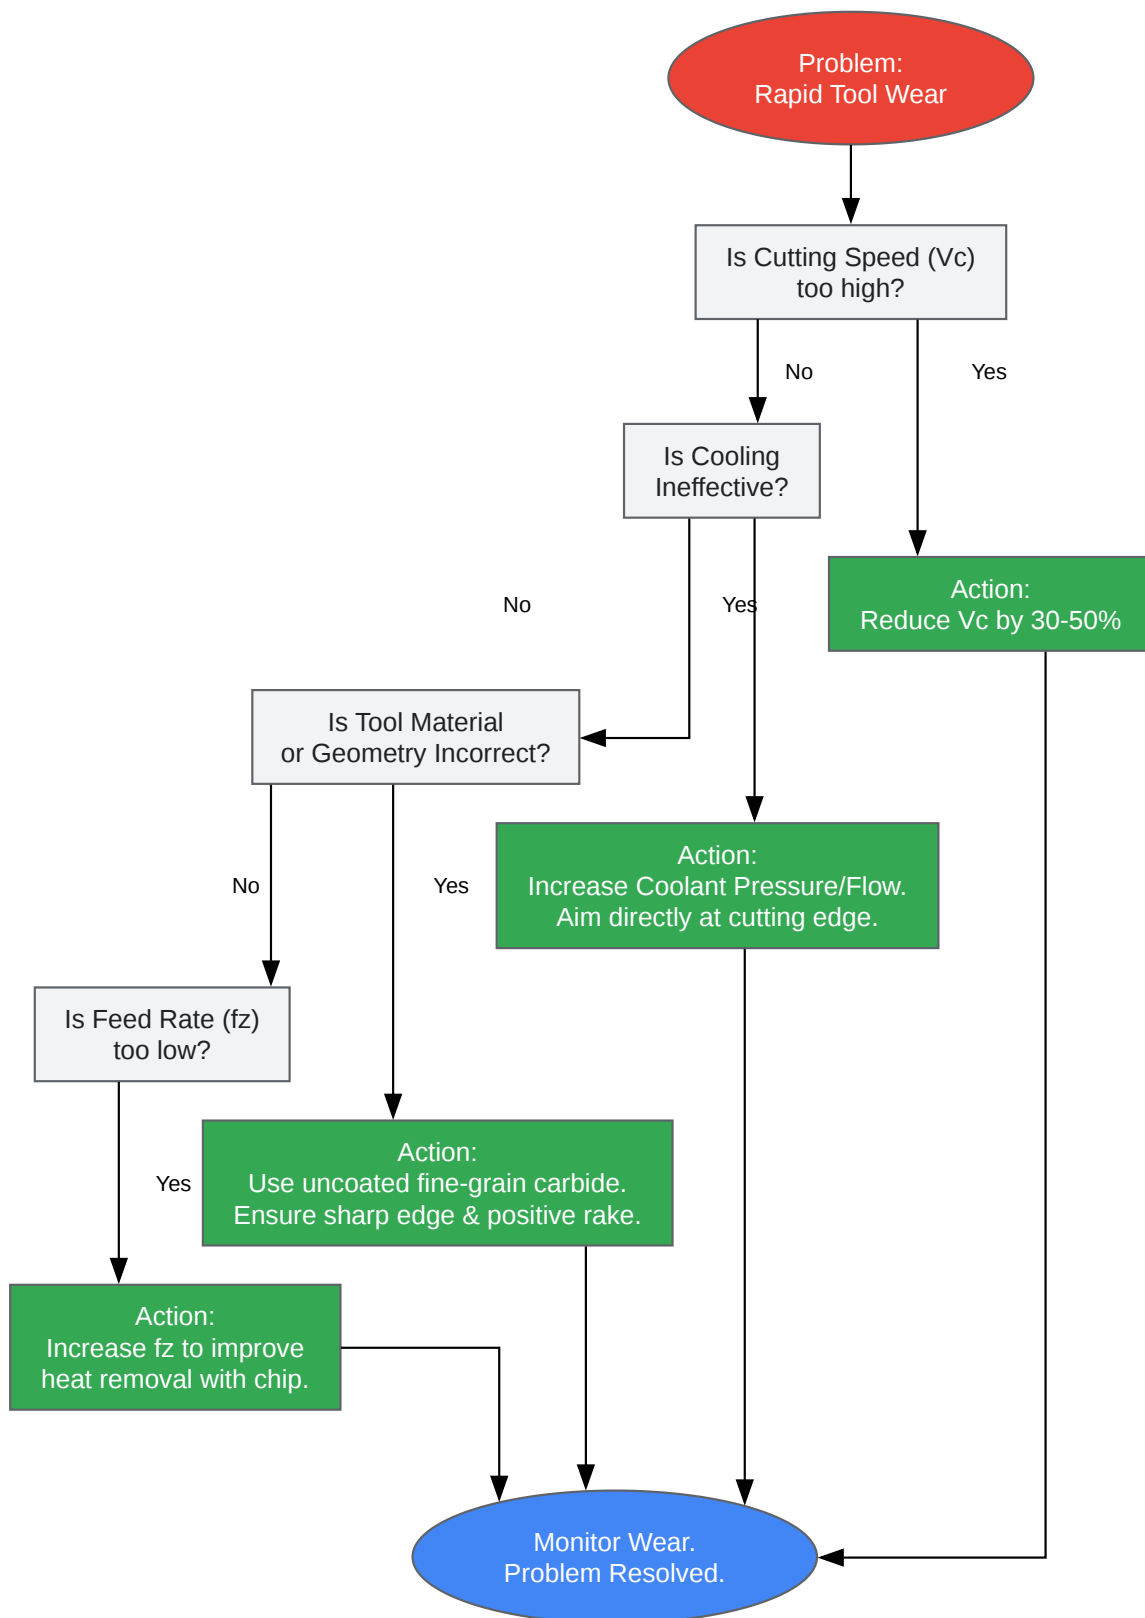 Problem:
Rapid Tool Wear
Is Cutting Speed (Vc)
too high?
No
Yes
Is Cooling
Ineffective?
No
Yes
Action:
Reduce Vc by 30-50%
Is Tool Material
or Geometry Incorrect?
No
Yes
Action:
Increase Coolant Pressure/Flow.
Aim directly at cutting edge.
Is Feed Rate (fz)
too low?
Yes
Action:
Use uncoated fine-grain carbide.
Ensure sharp edge & positive rake.
Action:
Increase fz to improve
heat removal with chip.
Monitor Wear.
Problem Resolved.